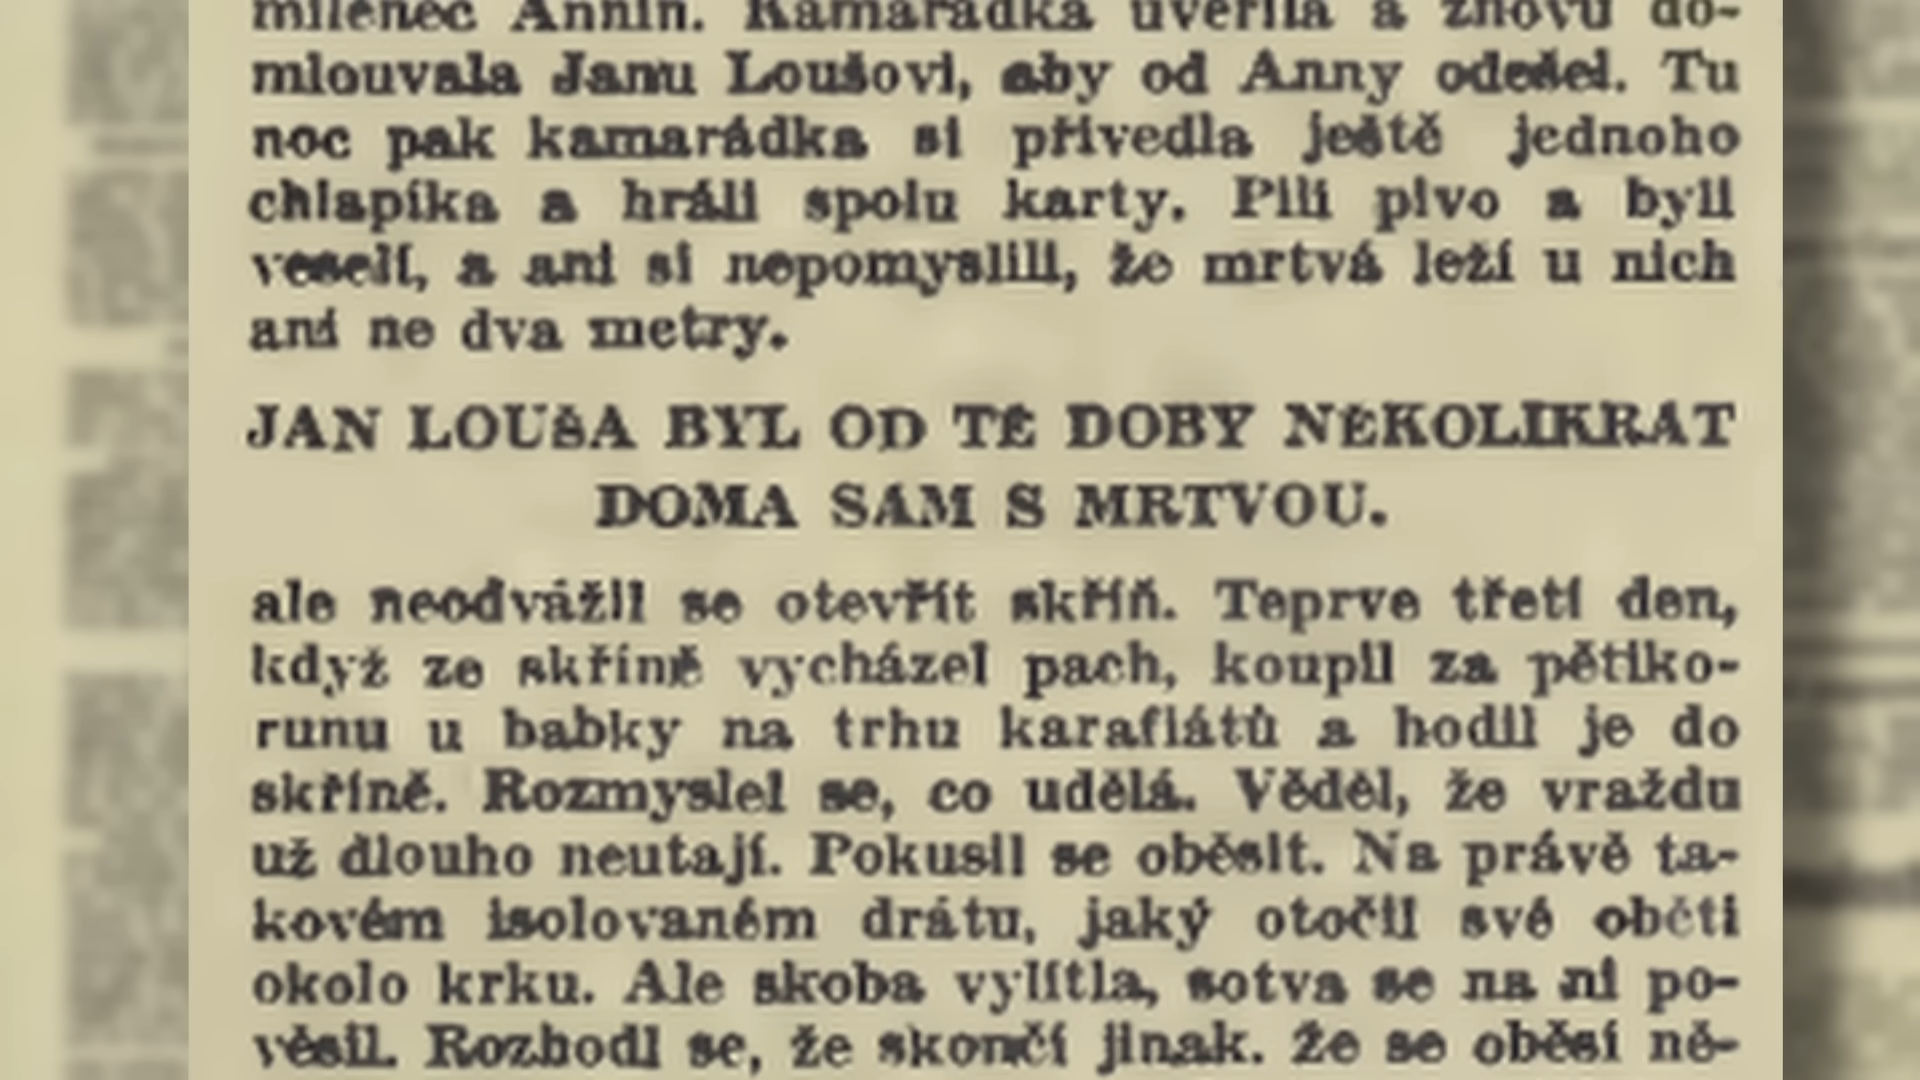 milenec Annin. Kamarádka uvěřila a znovu do-
mlouvala Janu Loušovi, aby od Anny odešel. Tu
noc pak kamarádka si přivedla ještě jednoho
chlapíka a hráli spolu karty. Pili pivo a byli
veselí, a ani si nepomyslili, že mrtvá leží u nich
ani ne dva metry.
JAN LOUŠA BYL OD TÉ DOBY NĚKOLIKRÁT
DOMA SÁM S MRTVOU.
ale neodvážil se otevřít skříň. Teprve třetí den,
když ze skříně vycházel pach, koupil za pětiko-
runu u babky na trhu karafiátů a hodil je do
skříně. Rozmyslel se, co udělá. Věděl, že vraždu
už dlouho neutají. Pokusil se oběsit. Na právě ta-
kovém isolovaném drátu, jaký otočil své oběti
okolo krku. Ale skoba vylítla, sotva se na ni po-
věsil. Rozhodl se, že skončí jinak. že se oběsí ně-